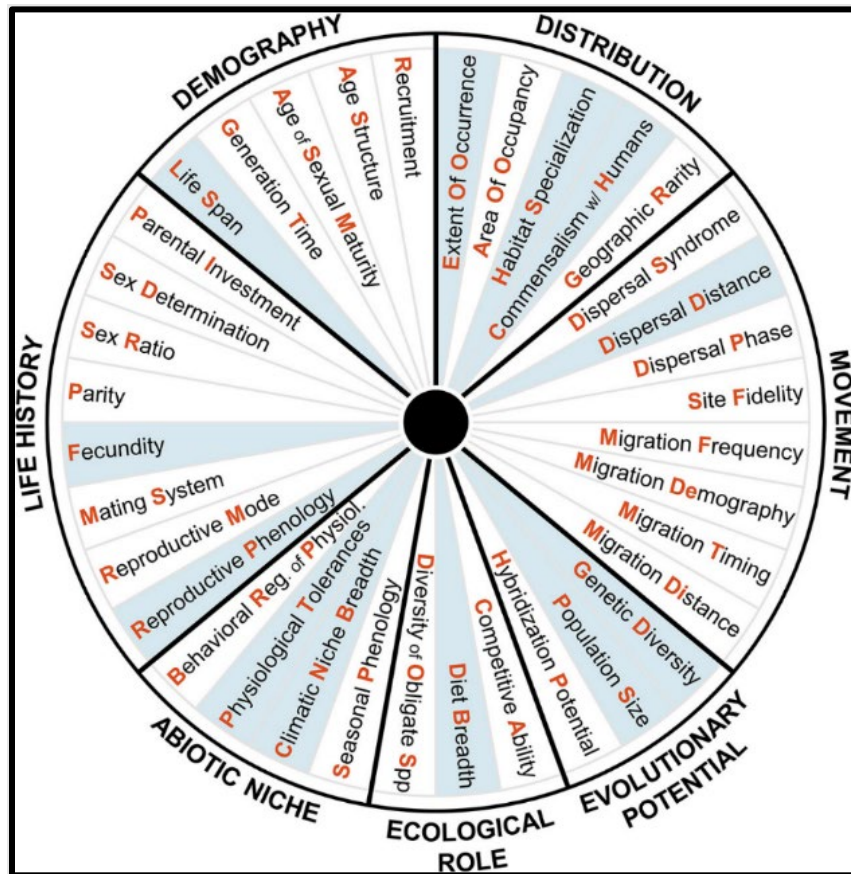 DEMOGRAPHY
Life Span
Generation Time
Age of Sexual Maturity
Age Structure
Recruitment
DISTRIBUTION
Extent Of Occurrence
Area Of Occupancy
Habitat Specialization
Commensalism w/ Humans
Geographic Rarity
MOVEMENT
Dispersal Syndrome
Dispersal Distance
Dispersal Phase
Site Fidelity
Migration Frequency
Migration Demography
Migration Timing
Migration Distance
EVOLUTIONARY
POTENTIAL
Genetic Diversity
Population Size
Hybridization Potential
ECOLOGICAL
ROLE
Competitive Ability
Diet Breadth
Diversity of Obligate Spp
ABIOTIC NICHE
Seasonal Phenology
Climatic Niche Breadth
Physiological Tolerances
Behavioral Reg. of Physiol.
LIFE HISTORY
Reproductive Phenology
Reproductive Mode
Mating System
Fecundity
Parity
Sex Ratio
Sex Determination
Parental Investment